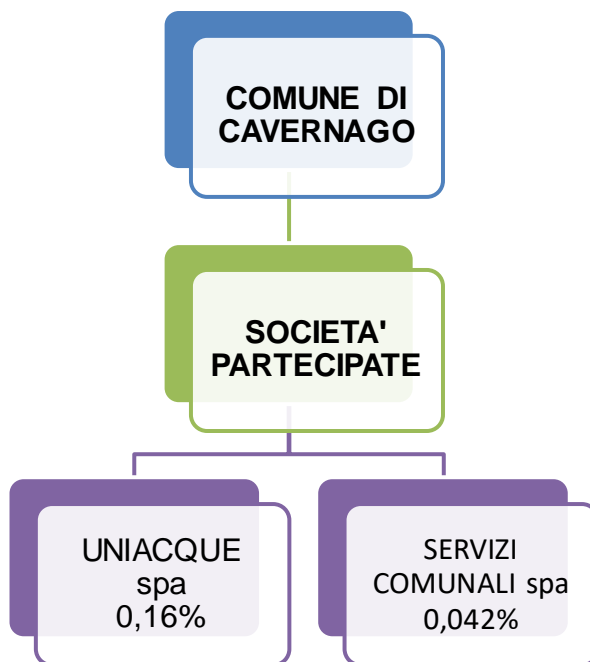 COMUNE DI
CAVERNAGO
SOCIETA'
PARTECIPATE
UNIACQUE
spa
0,16%
SERVIZI
COMUNALI spa
0,042%